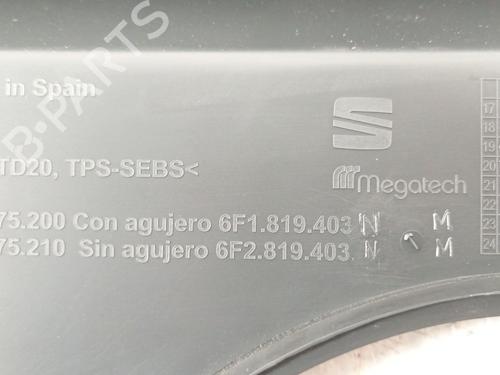 B-PARTS
in Spain
TD20, TPS-SEBS<
Megatech
75.200 Con agujero 6F1.819.403 N M
75.210 Sin agujero 6F2.819.403 N M
17
18
19
20
21
22
23
24